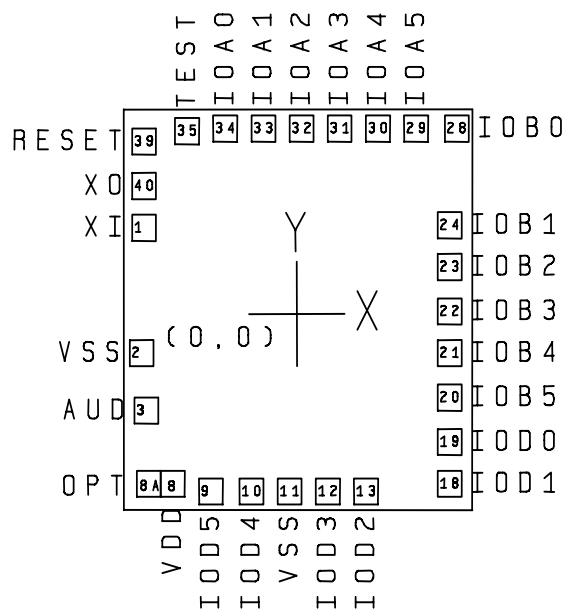 TEST IOA0 IOA1 IOA2 IOA3 IOA4 IOA5
35 34 33 32 31 30 29 28 IOB0
RESET 39
XO 40
XI 1
24 IOB1
Y
23 IOB2
X
22 IOB3
(0,0)
VSS 2
21 IOB4
AUD 3
20 IOB5
19 IOD0
OPT 8A 8 9 10 11 12 13 18 IOD1
VDD IOD5 IOD4 VSS IOD3 IOD2